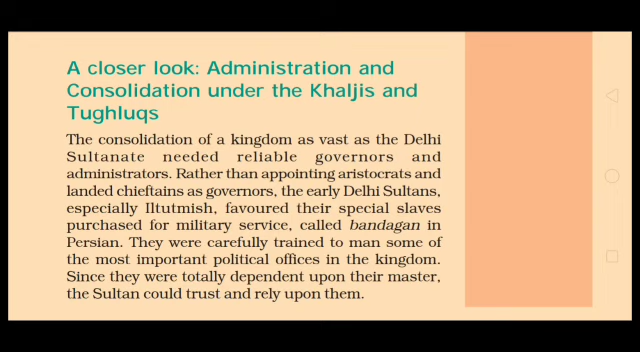 A closer look: Administration and
Consolidation under the Khaljis and
Tughluqs
The consolidation of a kingdom as vast as the Delhi
Sultanate needed reliable governors and
administrators. Rather than appointing aristocrats and
landed chieftains as governors, the early Delhi Sultans,
especially Iltutmish, favoured their special slaves
purchased for military service, called bandagan in
Persian. They were carefully trained to man some of
the most important political offices in the kingdom.
Since they were totally dependent upon their master,
the Sultan could trust and rely upon them.